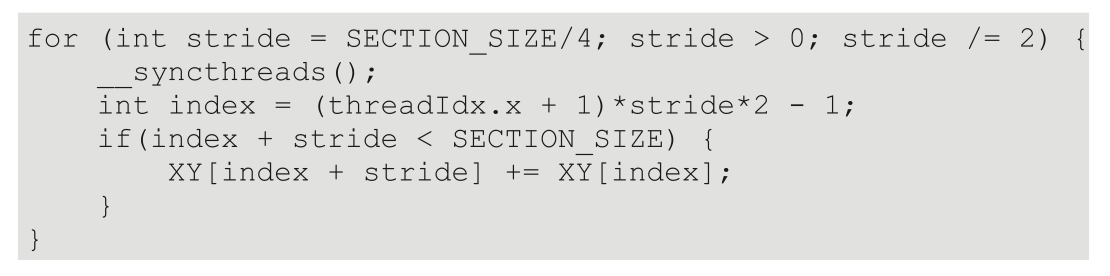 for (int stride = SECTION_SIZE/4; stride > 0; stride /= 2) {
    __syncthreads();
    int index = (threadIdx.x + 1)*stride*2 - 1;
    if(index + stride < SECTION_SIZE) {
        XY[index + stride] += XY[index];
    }
}